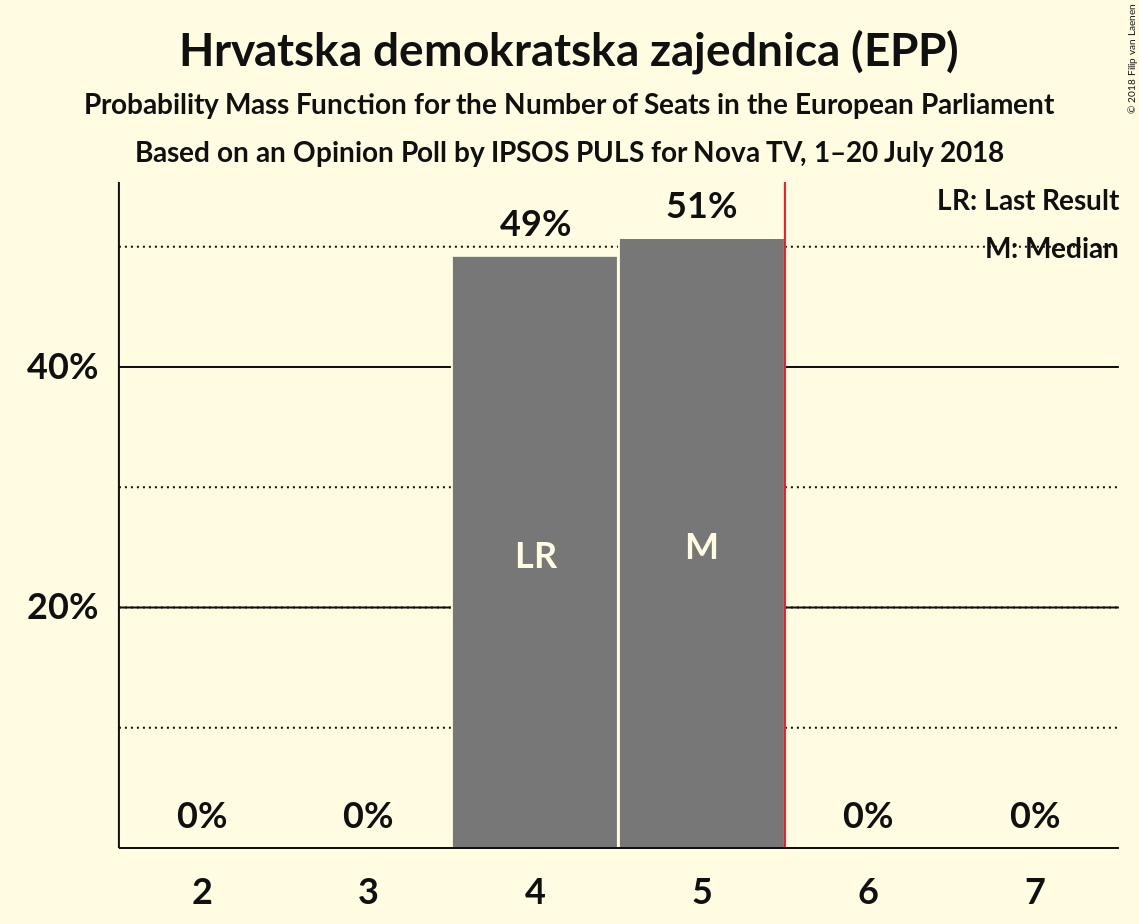 Hrvatska demokratska zajednica (EPP)
Probability Mass Function for the Number of Seats in the European Parliament
Based on an Opinion Poll by IPSOS PULS for Nova TV, 1–20 July 2018
© 2018 Filip van Laenen
LR: Last Result
M: Median
49%
51%
40%
LR
M
20%
0%
0%
0%
0%
2
3
4
5
6
7